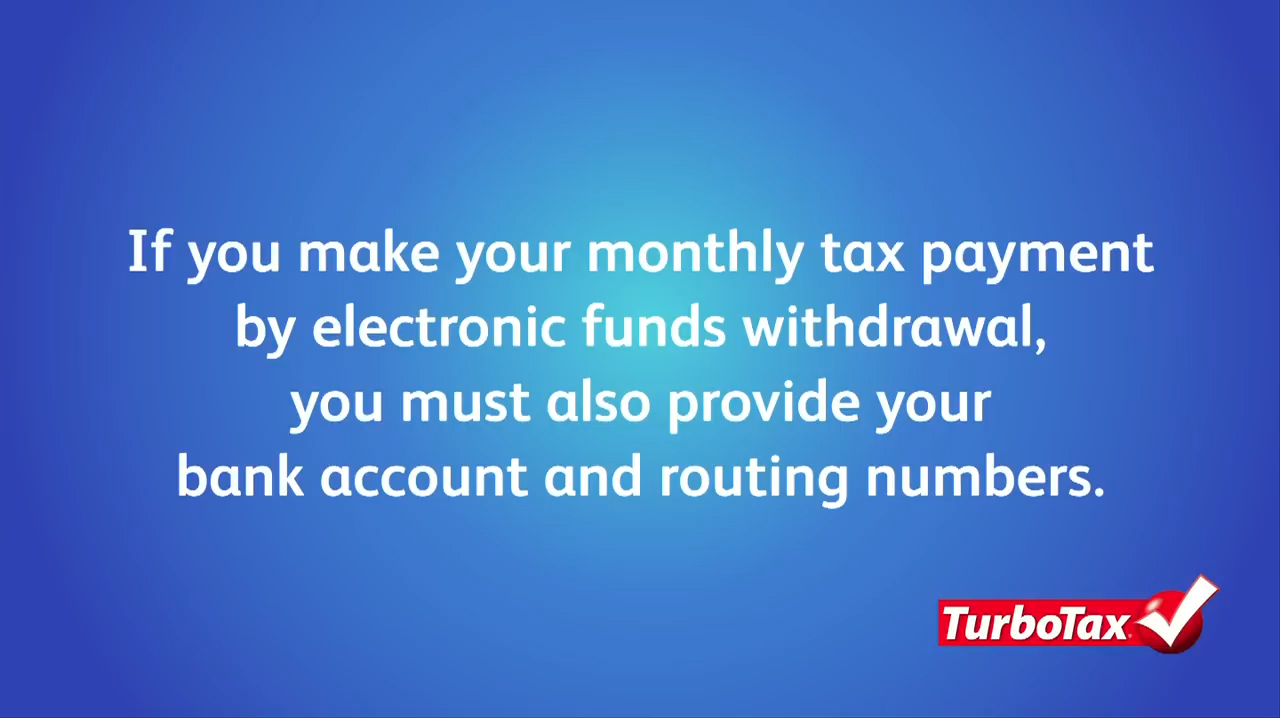 If you make your monthly tax payment
by electronic funds withdrawal,
you must also provide your
bank account and routing numbers.
TurboTax